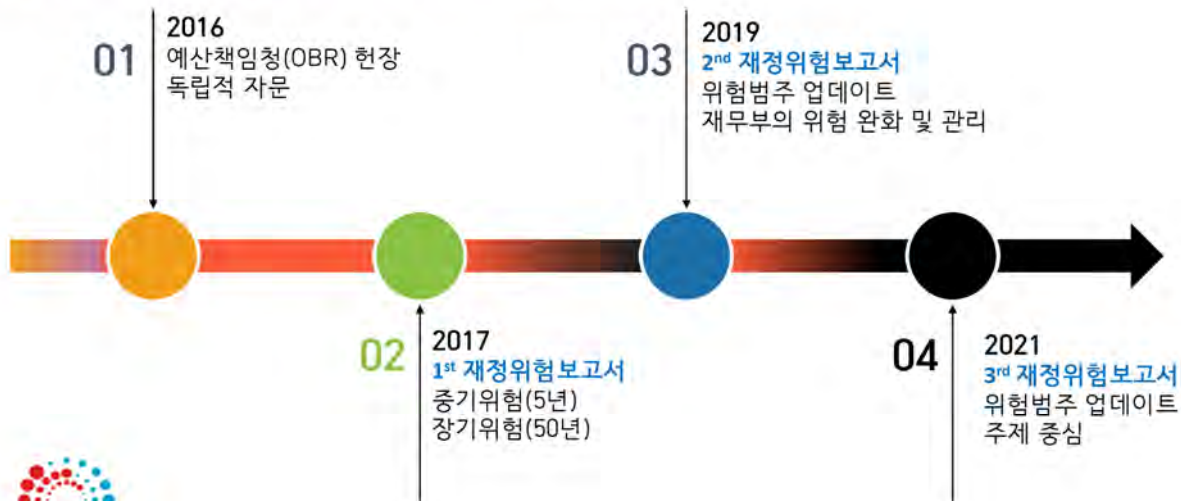 01
2016
예산책임청(OBR) 헌장
독립적 자문
02
2017
1st 재정위험보고서
중기위험(5년)
장기위험(50년)
03
2019
2nd 재정위험보고서
위험범주 업데이트
재무부의 위험 완화 및 관리
04
2021
3rd 재정위험보고서
위험범주 업데이트
주제 중심